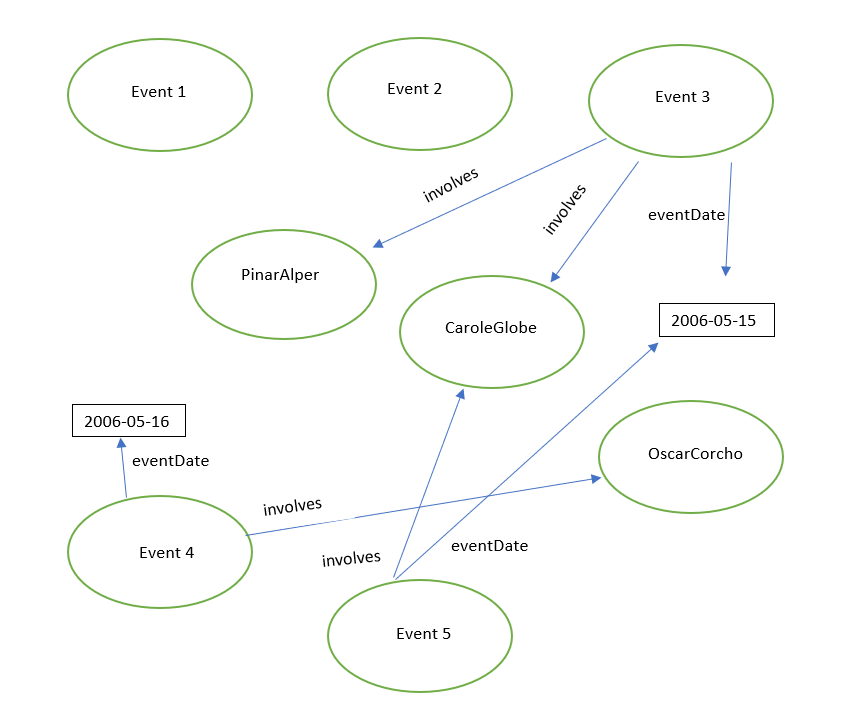 Event 1
Event 2
Event 3
involves
involves
eventDate
PinarAlper
CaroleGlobe
2006-05-15
2006-05-16
eventDate
OscarCorcho
involves
Event 4
involves
eventDate
Event 5